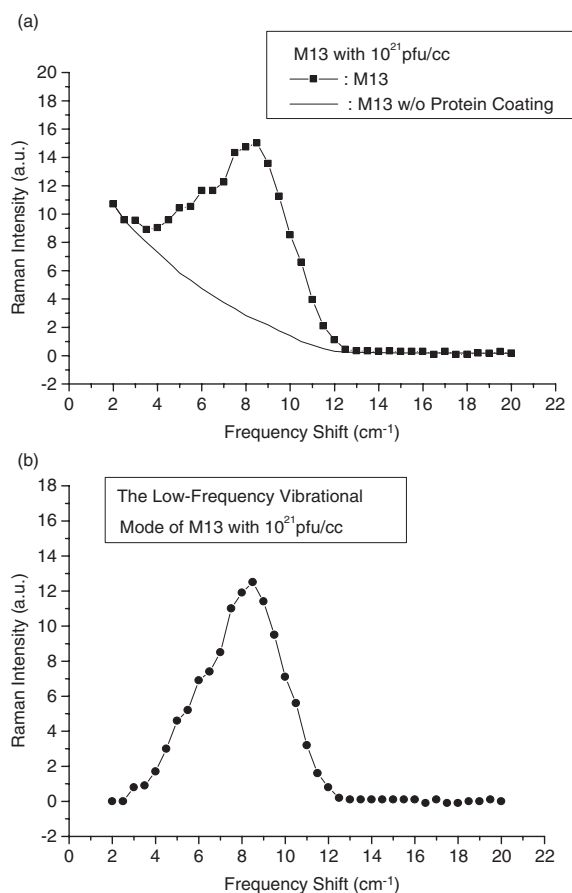 (a)
M13 with 10²¹pfu/cc
: M13
: M13 w/o Protein Coating
20
18
16
14
12
10
8
6
4
2
0
-2
Raman Intensity (a.u.)
0 2 4 6 8 10 12 14 16 18 20 22
Frequency Shift (cm⁻¹)
(b)
The Low-Frequency Vibrational
Mode of M13 with 10²¹pfu/cc
18
16
14
12
10
8
6
4
2
0
-2
Raman Intensity (a.u.)
0 2 4 6 8 10 12 14 16 18 20 22
Frequency Shift (cm⁻¹)